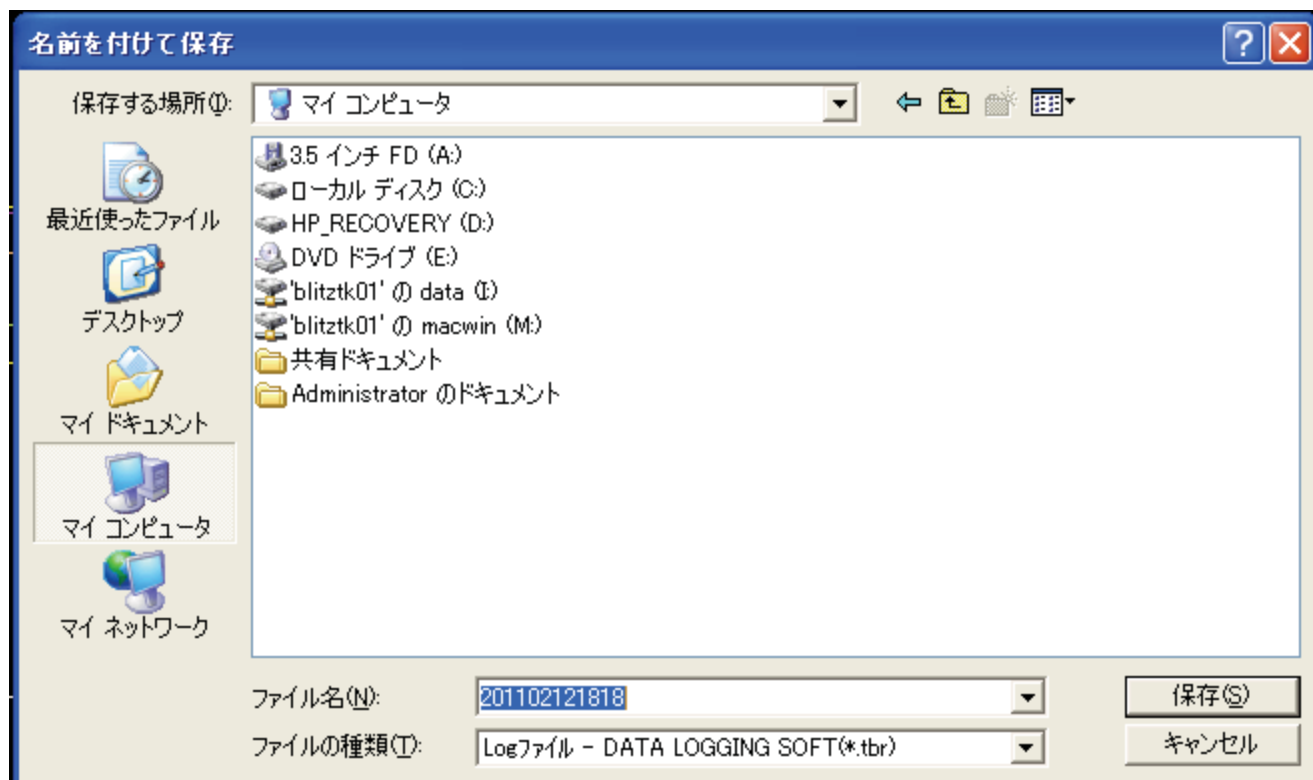 名前を付けて保存
保存する場所(I):
マイ コンピュータ
3.5 インチ FD (A:)
ローカル ディスク (C:)
HP_RECOVERY (D:)
DVD ドライブ (E:)
'blitztk01' の data (I:)
'blitztk01' の macwin (M:)
共有ドキュメント
Administrator のドキュメント
最近使ったファイル
デスクトップ
マイ ドキュメント
マイ コンピュータ
マイ ネットワーク
ファイル名(N):
201102121818
保存(S)
ファイルの種類(T):
Logファイル - DATA LOGGING SOFT(*.tbr)
キャンセル